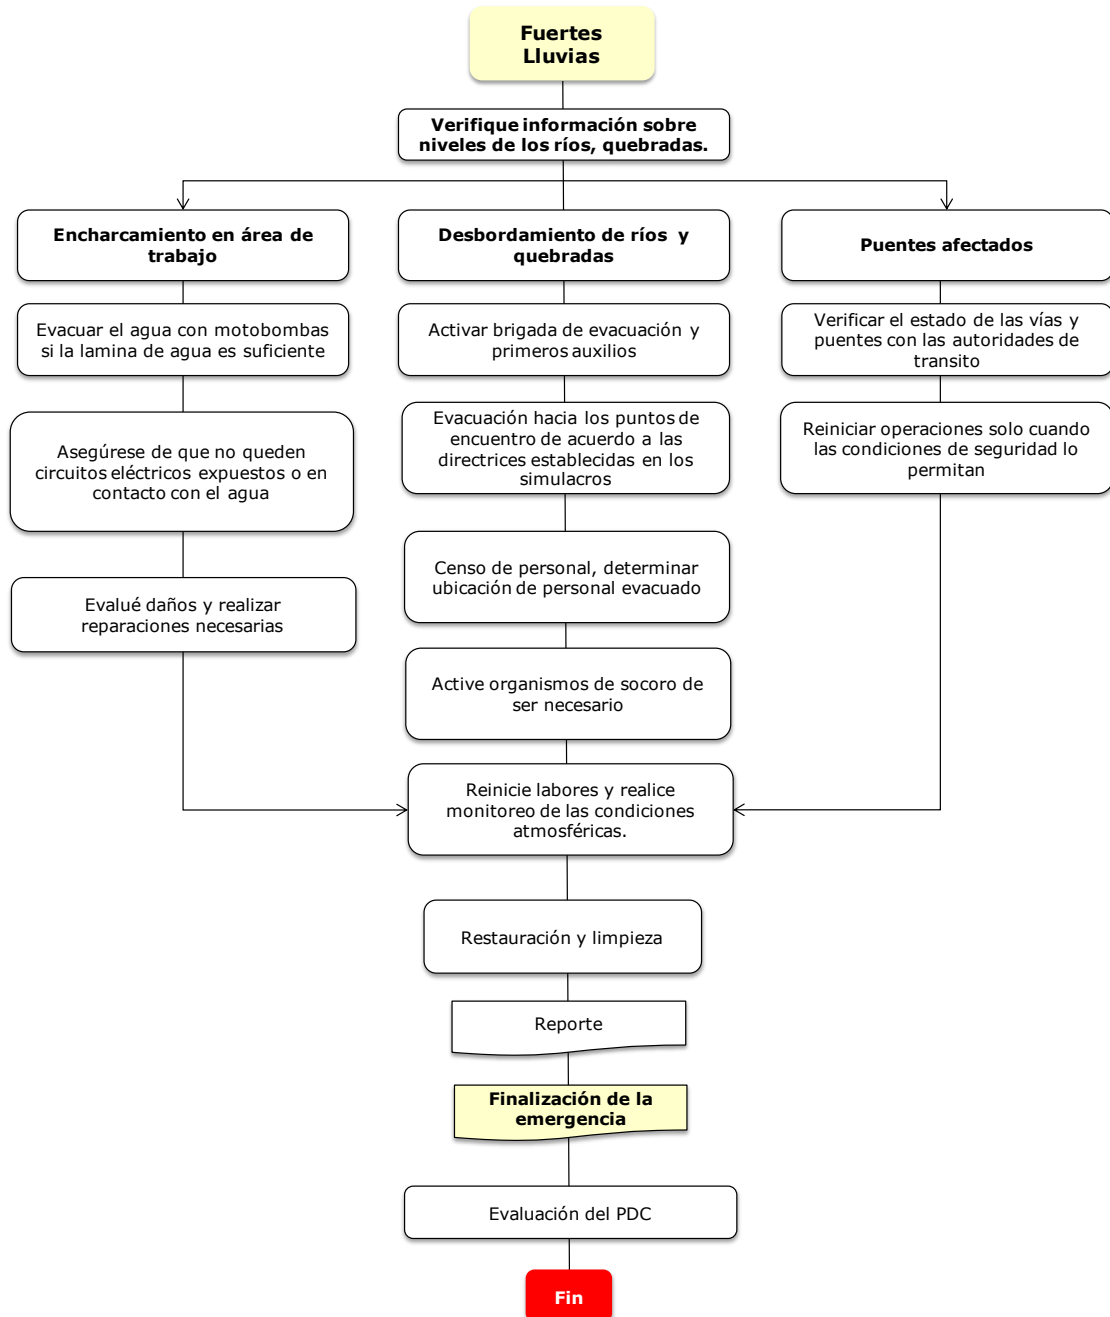 Fuertes
Lluvias
Verifique información sobre
niveles de los ríos, quebradas.
Encharcamiento en área de
trabajo
Evacuar el agua con motobombas
si la lamina de agua es suficiente
Asegúrese de que no queden
circuitos eléctricos expuestos o en
contacto con el agua
Evalué daños y realizar
reparaciones necesarias
Desbordamiento de ríos y
quebradas
Activar brigada de evacuación y
primeros auxilios
Evacuación hacia los puntos de
encuentro de acuerdo a las
directrices establecidas en los
simulacros
Censo de personal, determinar
ubicación de personal evacuado
Active organismos de socoro de
ser necesario
Puentes afectados
Verificar el estado de las vías y
puentes con las autoridades de
transito
Reiniciar operaciones solo cuando
las condiciones de seguridad lo
permitan
Reinicie labores y realice
monitoreo de las condiciones
atmosféricas.
Restauración y limpieza
Reporte
Finalización de la
emergencia
Evaluación del PDC
Fin